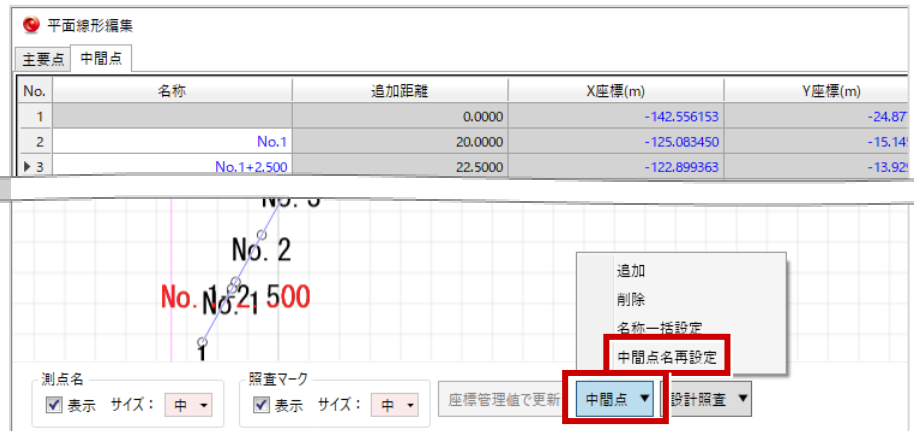 平面線形編集
主要点 中間点
No. 名称 追加距離 X座標(m) Y座標(m)
1 0.0000 -142.556153 -24.87
2 No.1 20.0000 -125.083450 -15.14
3 No.1+2.500 22.5000 -122.899363 -13.92
No. 2
No. 1
1
追加
削除
名称一括設定
中間点名再設定
測点名
表示 サイズ： 中
照査マーク
表示 サイズ： 中
座標管理値で更新
中間点
設計照査